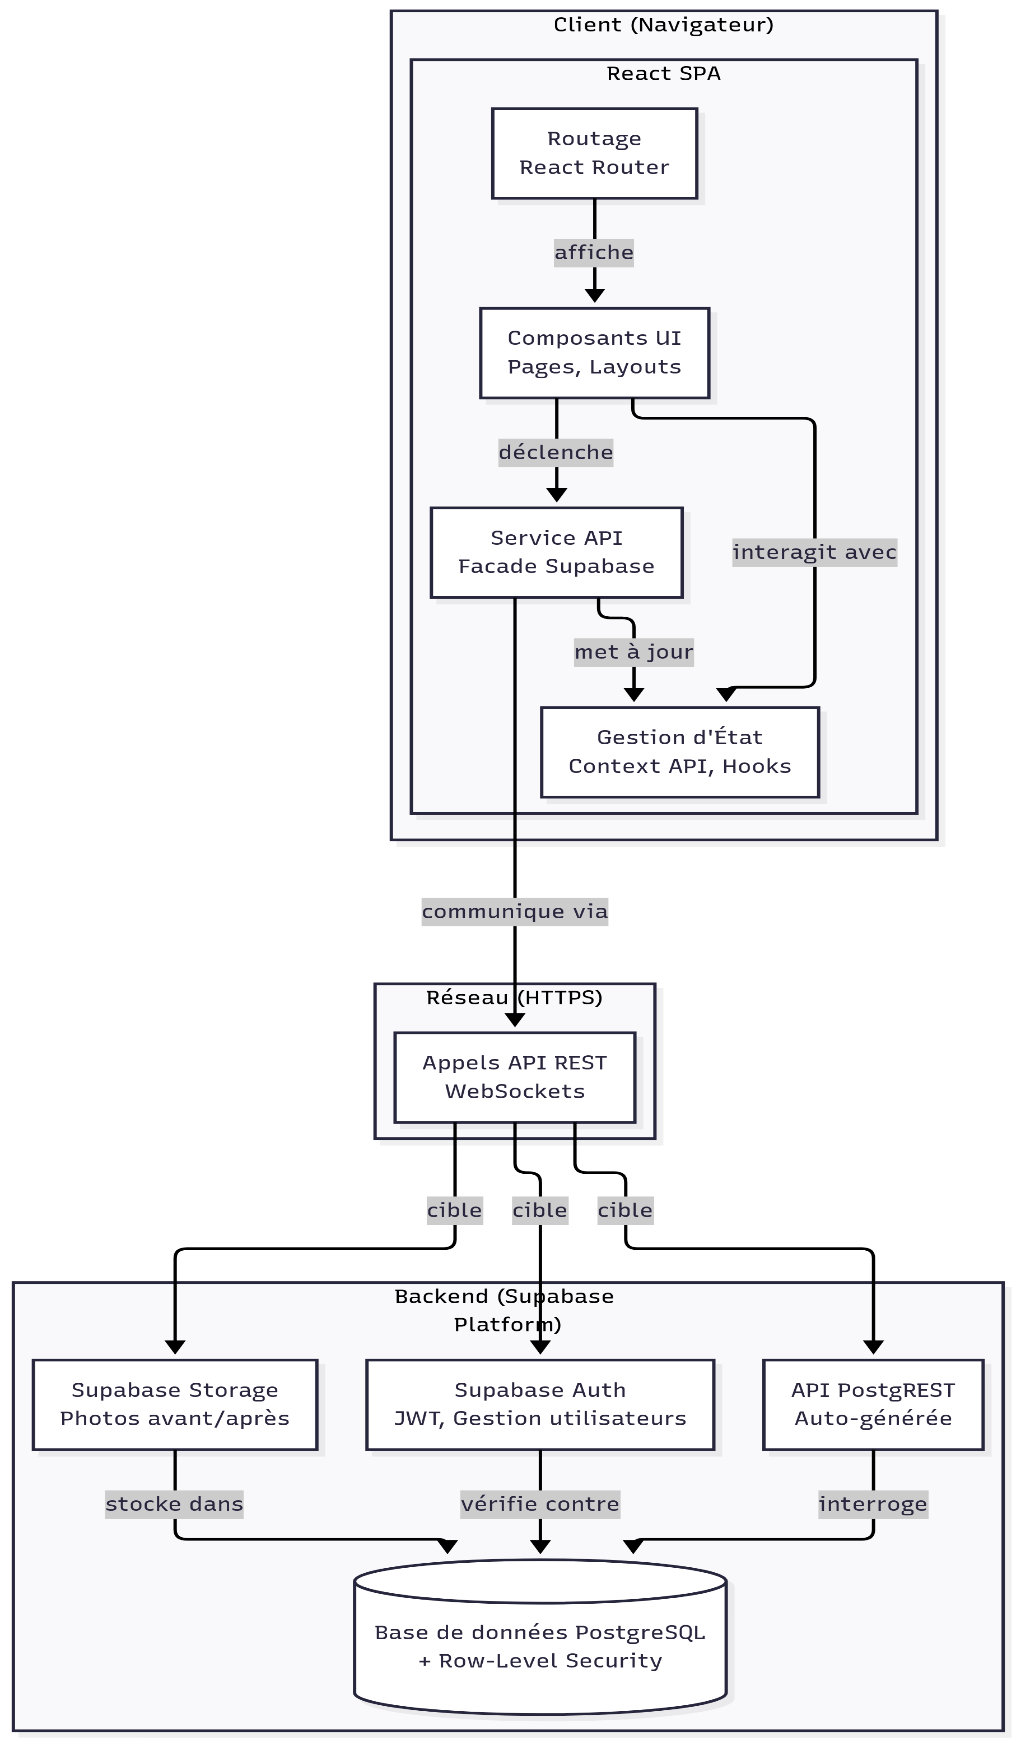 Client (Navigateur)
React SPA
Routage
React Router
affiche
Composants UI
Pages, Layouts
déclenche
Service API
Facade Supabase
interagit avec
met à jour
Gestion d'État
Context API, Hooks
communique via
Réseau (HTTPS)
Appels API REST
WebSockets
cible
cible
cible
Backend (Supabase
Platform)
Supabase Storage
Photos avant/après
Supabase Auth
JWT, Gestion utilisateurs
API PostgREST
Auto-générée
stocke dans
vérifie contre
interroge
Base de données PostgreSQL
+ Row-Level Security